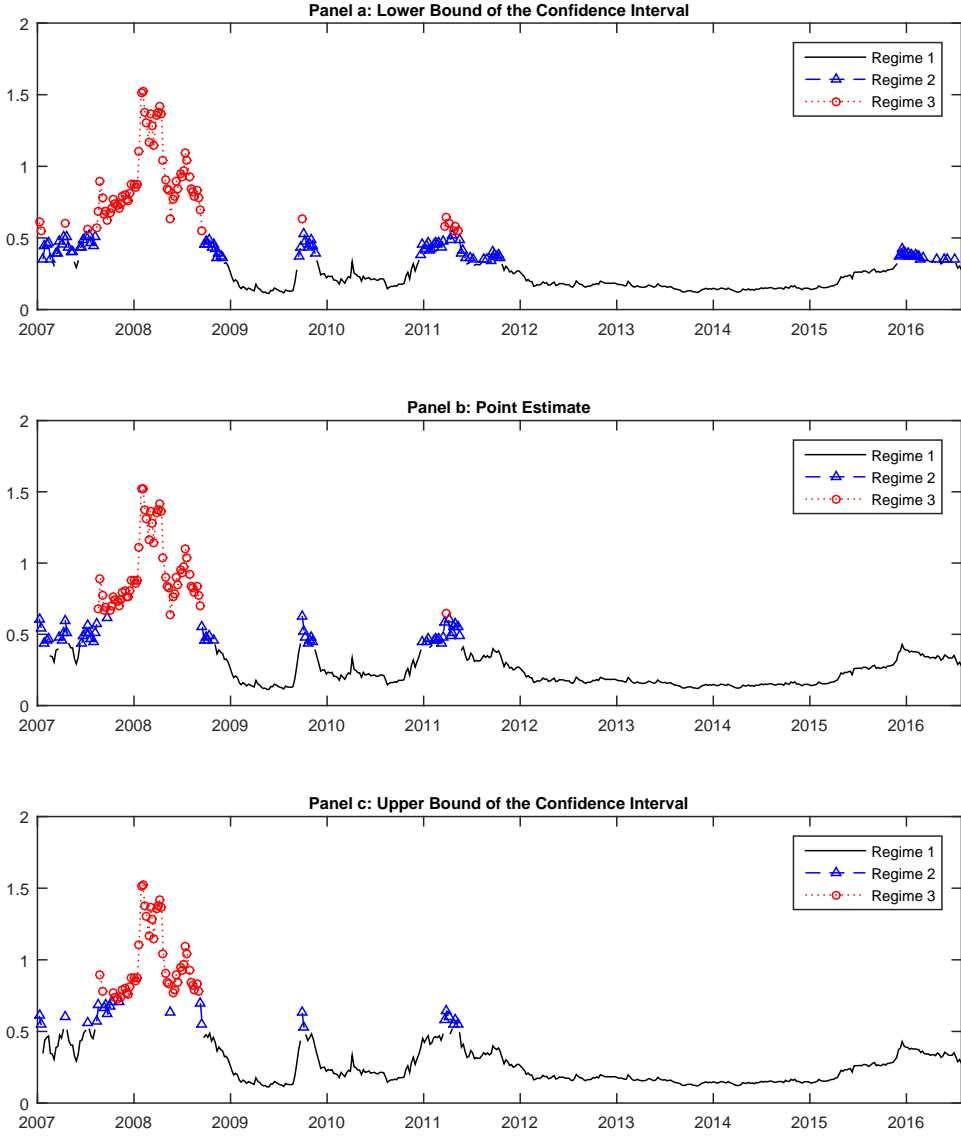 Panel a: Lower Bound of the Confidence Interval
2
1.5
1
0.5
0
Regime 1
Regime 2
Regime 3
2007 2008 2009 2010 2011 2012 2013 2014 2015 2016
Panel b: Point Estimate
2
1.5
1
0.5
0
Regime 1
Regime 2
Regime 3
2007 2008 2009 2010 2011 2012 2013 2014 2015 2016
Panel c: Upper Bound of the Confidence Interval
2
1.5
1
0.5
0
Regime 1
Regime 2
Regime 3
2007 2008 2009 2010 2011 2012 2013 2014 2015 2016